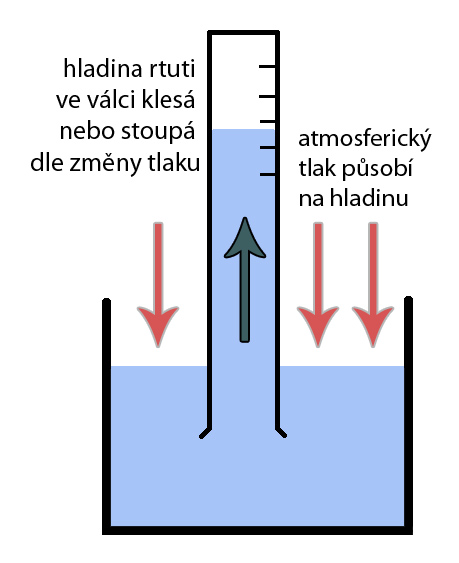 hladina rtuti
ve válci klesá
nebo stoupá
dle změny tlaku
atmosferický
tlak působí
na hladinu